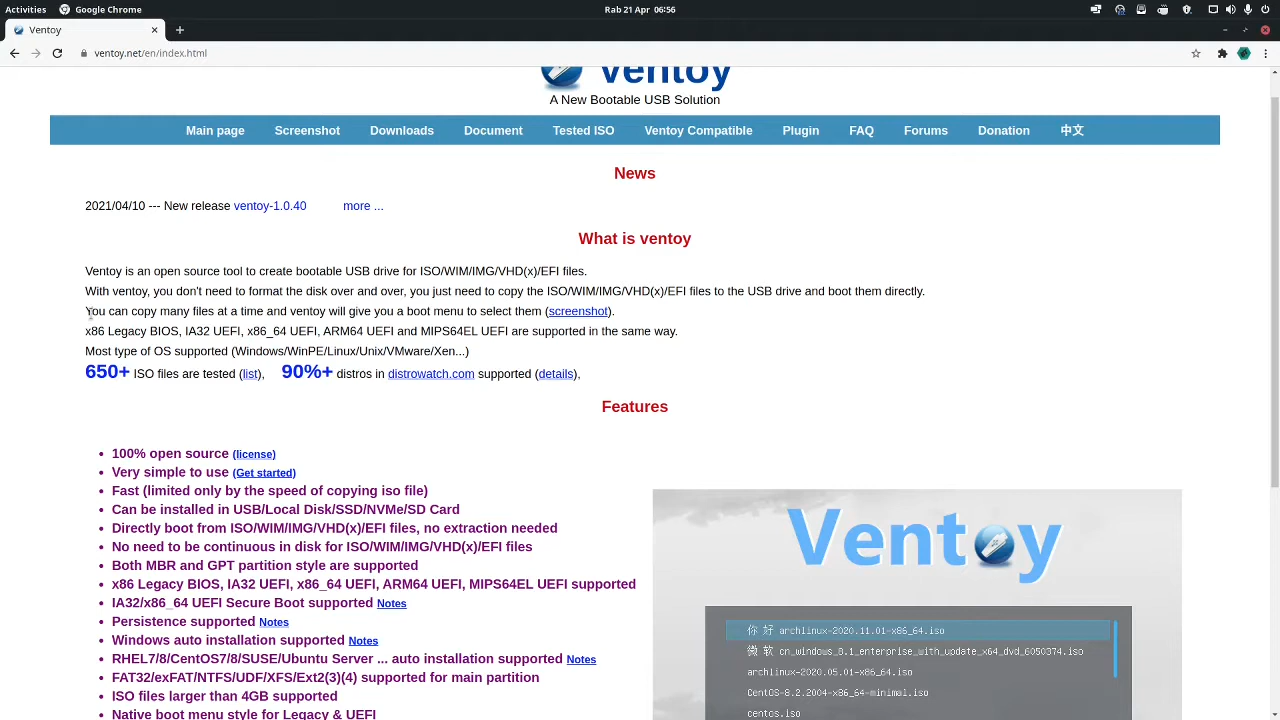 Activities
Google Chrome
Rab 21 Apr 06:56
Ventoy
ventoy.net/en/index.html
Ventoy
A New Bootable USB Solution
Main page Screenshot Downloads Document Tested ISO Ventoy Compatible Plugin FAQ Forums Donation 中文
News
2021/04/10 --- New release ventoy-1.0.40 more ...
What is ventoy
Ventoy is an open source tool to create bootable USB drive for ISO/WIM/IMG/VHD(x)/EFI files.
With ventoy, you don't need to format the disk over and over, you just need to copy the ISO/WIM/IMG/VHD(x)/EFI files to the USB drive and boot them directly.
You can copy many files at a time and ventoy will give you a boot menu to select them (screenshot).
x86 Legacy BIOS, IA32 UEFI, x86_64 UEFI, ARM64 UEFI and MIPS64EL UEFI are supported in the same way.
Most type of OS supported (Windows/WinPE/Linux/Unix/VMware/Xen...)
650+ ISO files are tested (list), 90%+ distros in distrowatch.com supported (details),
Features
• 100% open source (license)
• Very simple to use (Get started)
• Fast (limited only by the speed of copying iso file)
• Can be installed in USB/Local Disk/SSD/NVMe/SD Card
• Directly boot from ISO/WIM/IMG/VHD(x)/EFI files, no extraction needed
• No need to be continuous in disk for ISO/WIM/IMG/VHD(x)/EFI files
• Both MBR and GPT partition style are supported
• x86 Legacy BIOS, IA32 UEFI, x86_64 UEFI, ARM64 UEFI, MIPS64EL UEFI supported
• IA32/x86_64 UEFI Secure Boot supported Notes
• Persistence supported Notes
• Windows auto installation supported Notes
• RHEL7/8/CentOS7/8/SUSE/Ubuntu Server ... auto installation supported Notes
• FAT32/exFAT/NTFS/UDF/XFS/Ext2(3)(4) supported for main partition
• ISO files larger than 4GB supported
• Native boot menu style for Legacy & UEFI
Ventoy
你 好 archlinux-2020.11.01-x86_64.iso
微 软 cn_windows_8.1_enterprise_with_update_x64_dvd_6050374.iso
archlinux-2020.05.01-x86_64.iso
CentOS-8.2.2004-x86_64-minimal.iso
centos.iso